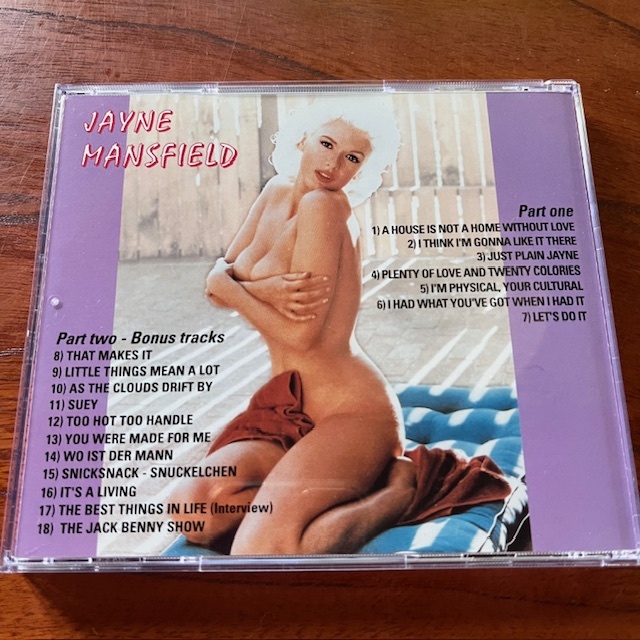 JAYNE
MANSFIELD
Part one
1) A HOUSE IS NOT A HOME WITHOUT LOVE
2) I THINK I'M GONNA LIKE IT THERE
3) JUST PLAIN JAYNE
4) PLENTY OF LOVE AND TWENTY COLORIES
5) I'M PHYSICAL, YOUR CULTURAL
6) I HAD WHAT YOU'VE GOT WHEN I HAD IT
7) LET'S DO IT
Part two - Bonus tracks
8) THAT MAKES IT
9) LITTLE THINGS MEAN A LOT
10) AS THE CLOUDS DRIFT BY
11) SUEY
12) TOO HOT TOO HANDLE
13) YOU WERE MADE FOR ME
14) WO IST DER MANN
15) SNICKSNACK - SNUCKELCHEN
16) IT'S A LIVING
17) THE BEST THINGS IN LIFE (Interview)
18) THE JACK BENNY SHOW